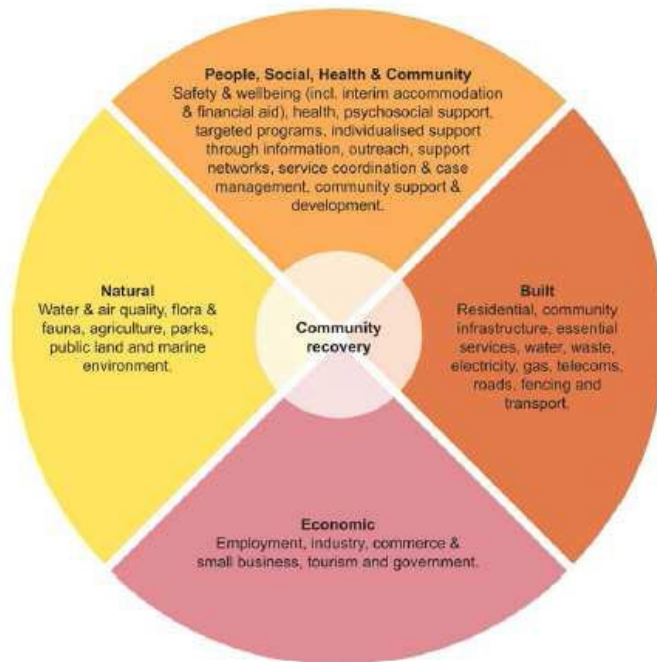 People, Social, Health & Community
Safety & wellbeing (incl. interim accommodation
& financial aid), health, psychosocial support,
targeted programs, individualised support
through information, outreach, support
networks, service coordination & case
management, community support &
development.
Natural
Water & air quality, flora &
fauna, agriculture, parks,
public land and marine
environment.
Community
recovery
Built
Residential, community
infrastructure, essential
services, water, waste,
electricity, gas, telecoms,
roads, fencing and
transport.
Economic
Employment, industry, commerce &
small business, tourism and government.